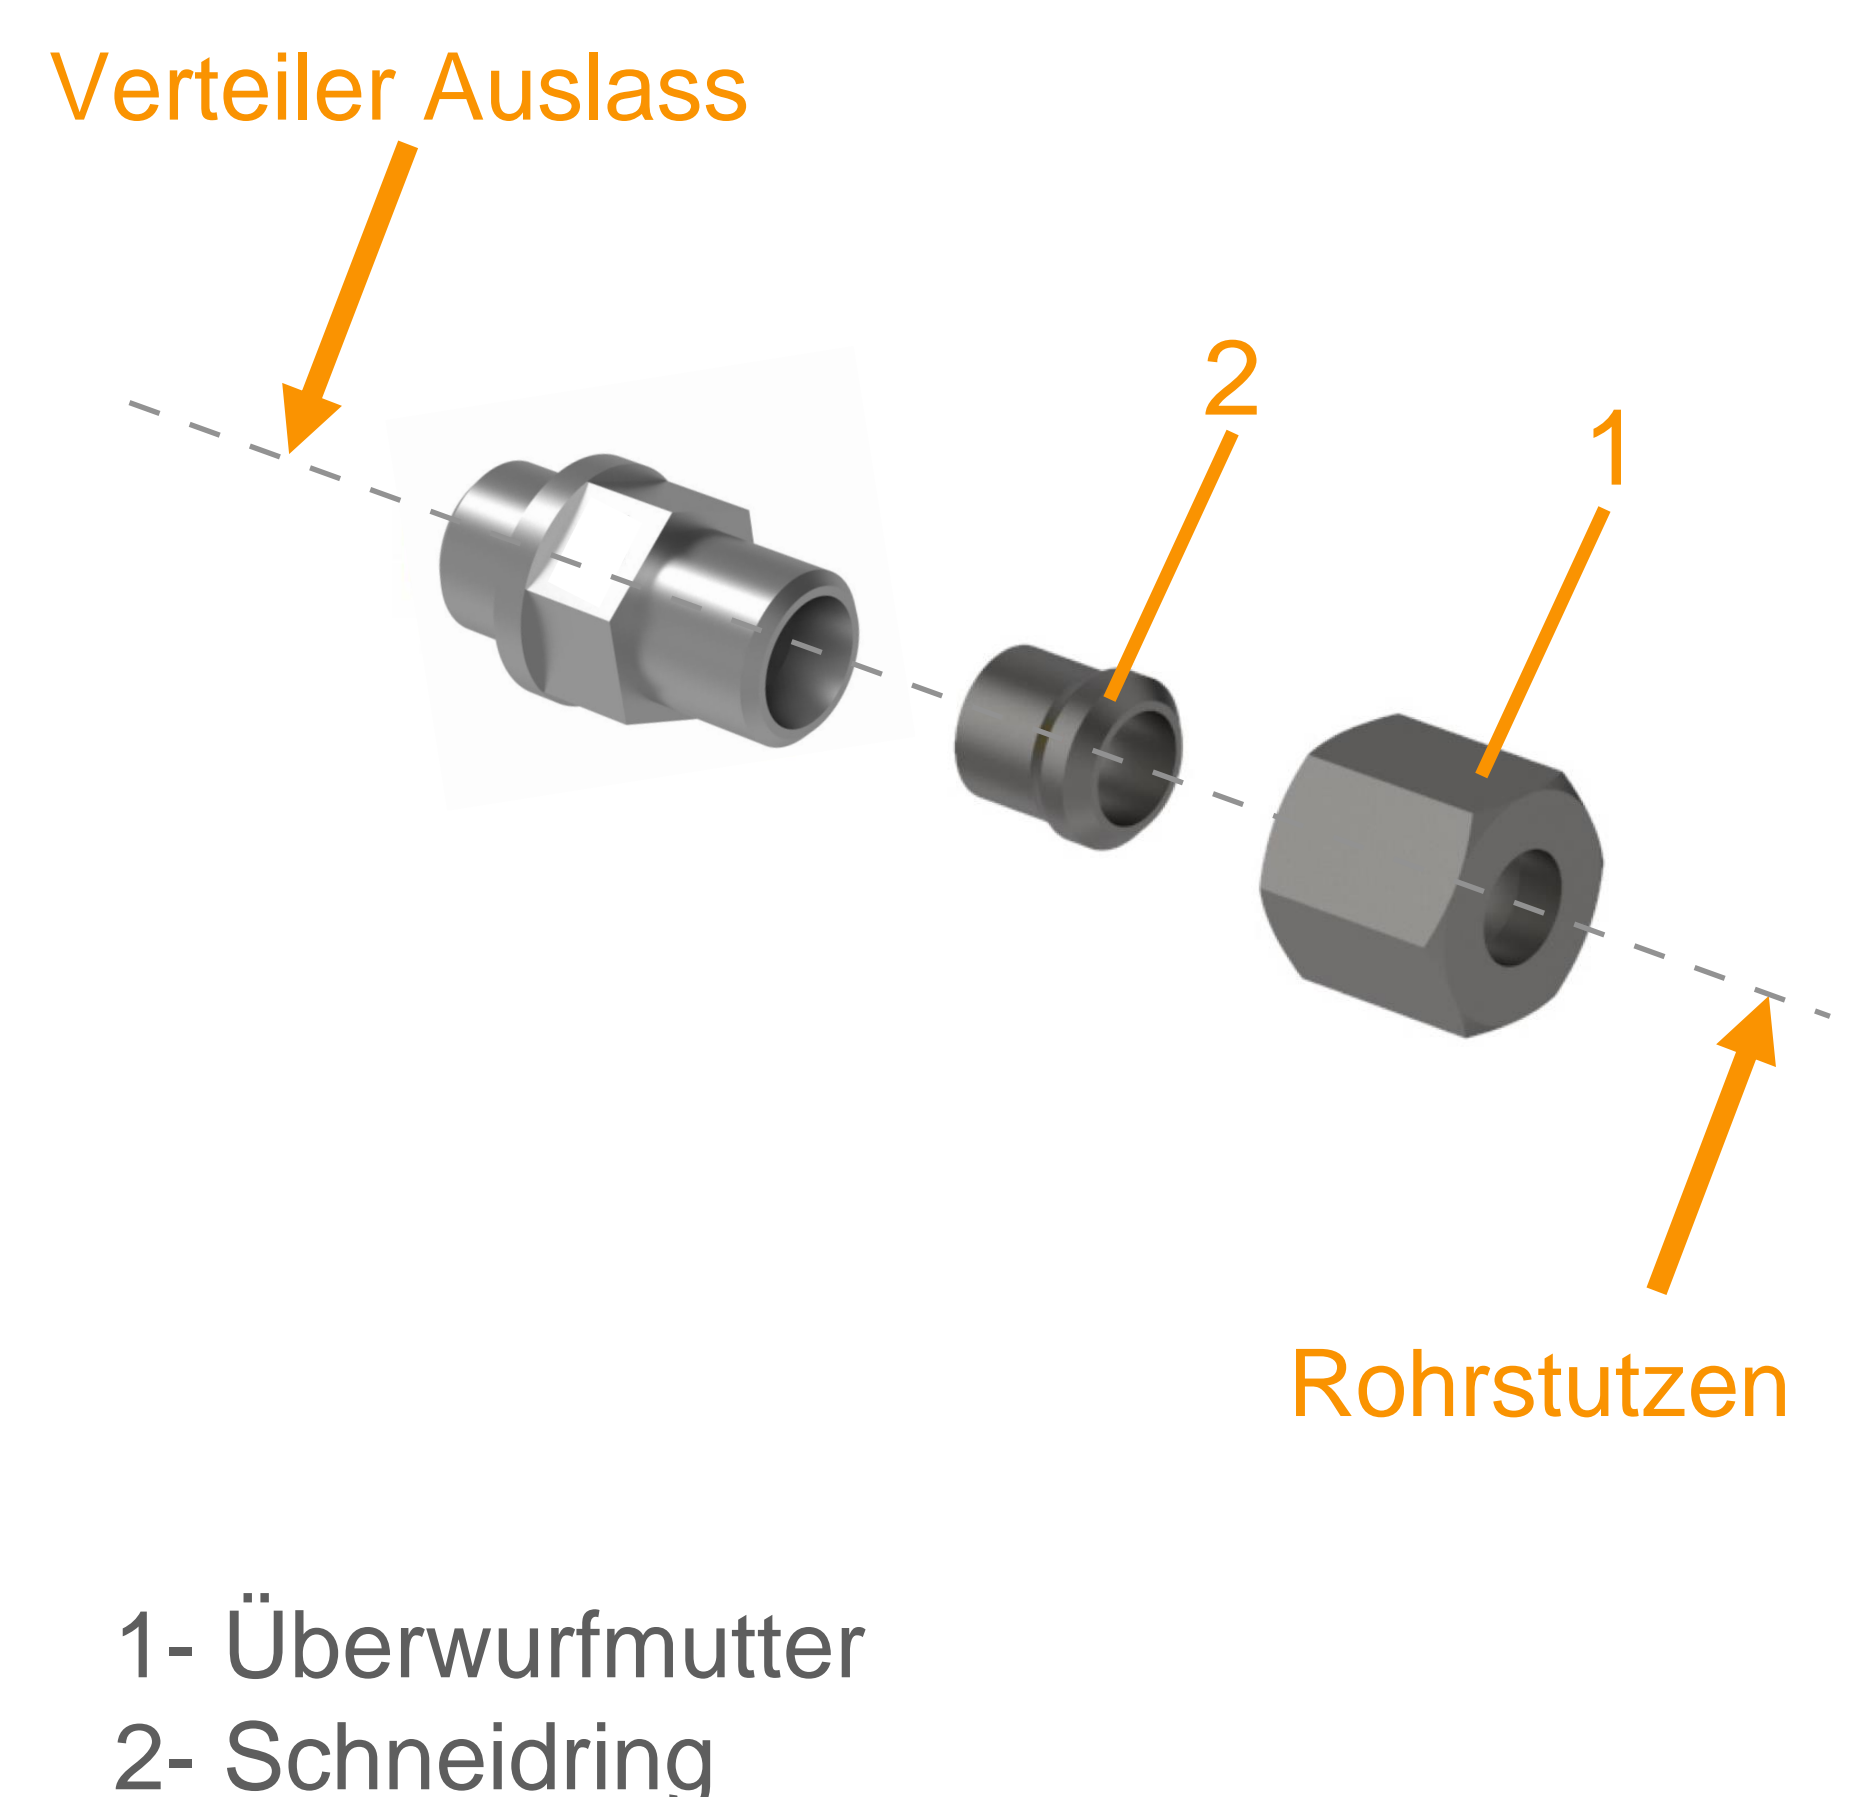 Verteiler Auslass
2
1
Rohrstutzen
1- Überwurfmutter
2- Schneidring